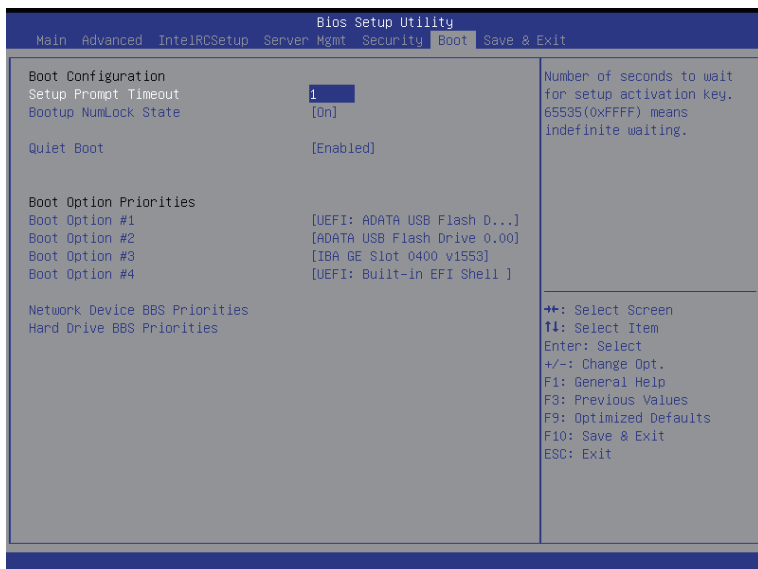 Bios Setup Utility
Main Advanced IntelRCSetup Server Mgmt Security Boot Save & Exit
Boot Configuration
Setup Prompt Timeout 1
Bootup NumLock State [On]
Quiet Boot [Enabled]
Boot Option Priorities
Boot Option #1 [UEFI: ADATA USB Flash D...]
Boot Option #2 [ADATA USB Flash Drive 0.00]
Boot Option #3 [IBA GE Slot 0400 v1553]
Boot Option #4 [UEFI: Built-in EFI Shell ]
Network Device BBS Priorities
Hard Drive BBS Priorities
Number of seconds to wait
for setup activation key.
65535(0xFFFF) means
indefinite waiting.
→←: Select Screen
↑↓: Select Item
Enter: Select
+/-: Change Opt.
F1: General Help
F3: Previous Values
F9: Optimized Defaults
F10: Save & Exit
ESC: Exit